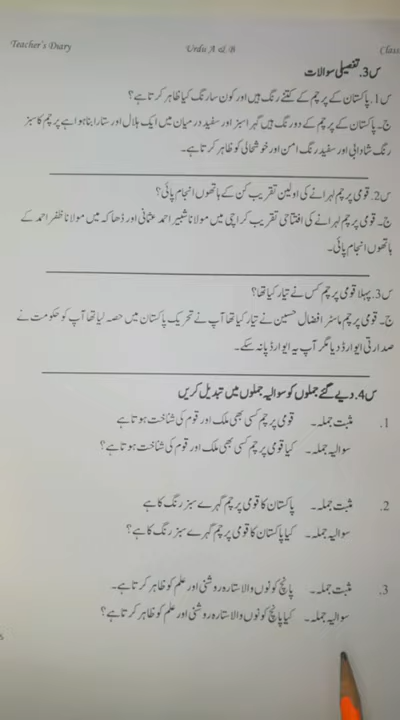 Teacher's Diary Urdu A & B Class
س3۔ تفصیلی سوالات
س1۔ پاکستان کے پرچم کے کتنے رنگ ہیں اور کون سا رنگ کیا ظاہر کرتا ہے؟
ج۔ پاکستان کے پرچم کے دو رنگ ہیں گہرا سبز اور سفید درمیان میں ایک ہلال اور ستارا بنا ہوا ہے پرچم کا سبز
رنگ شادابی اور سفید رنگ امن اور خوشحالی کو ظاہر کرتا ہے۔
س2۔ قومی پرچم لہرانے کی اولین تقریب کن کے ہاتھوں انجام پائی؟
ج۔ قومی پرچم لہرانے کی افتتاحی تقریب کراچی میں مولانا شبیر احمد عثمانی اور ڈھاکہ میں مولانا ظفر احمد کے
ہاتھوں انجام پائی۔
س3۔ پہلا قومی پرچم کس نے تیار کیا تھا؟
ج۔ قومی پرچم ماسٹر افضال حسین نے تیار کیا تھا آپ نے تحریک پاکستان میں حصہ لیا تھا آپ کو حکومت نے
صدارتی ایوارڈ دیا مگر آپ یہ ایوارڈ پا نہ سکے۔
س4۔ دیے گئے جملوں کو سوالیہ جملوں میں تبدیل کریں
1. مثبت جملہ۔ قومی پرچم کسی بھی ملک اور قوم کی شناخت ہوتا ہے
سوالیہ جملہ۔ کیا قومی پرچم کسی بھی ملک اور قوم کی شناخت ہوتا ہے؟
2. مثبت جملہ۔ پاکستان کا قومی پرچم گہرے سبز رنگ کا ہے
سوالیہ جملہ۔ کیا پاکستان کا قومی پرچم گہرے سبز رنگ کا ہے؟
3. مثبت جملہ۔ پانچ کونوں والا ستارہ روشنی اور علم کو ظاہر کرتا ہے۔
سوالیہ جملہ۔ کیا پانچ کونوں والا ستارہ روشنی اور علم کو ظاہر کرتا ہے؟